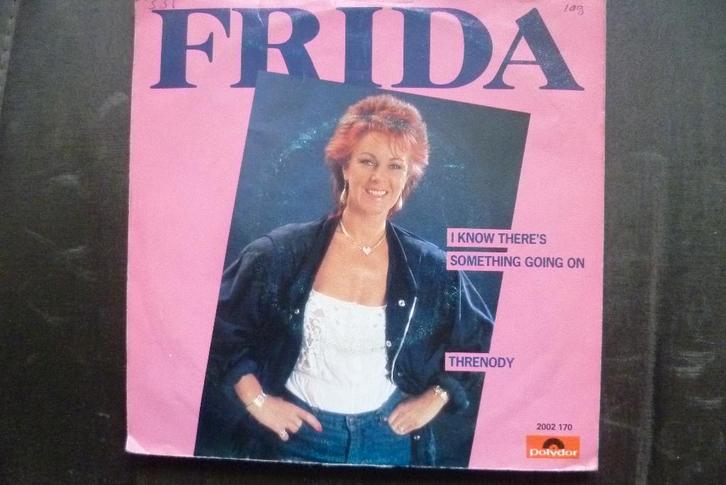 FRIDA
I KNOW THERE'S
SOMETHING GOING ON
THRENODY
2002 170
polydor